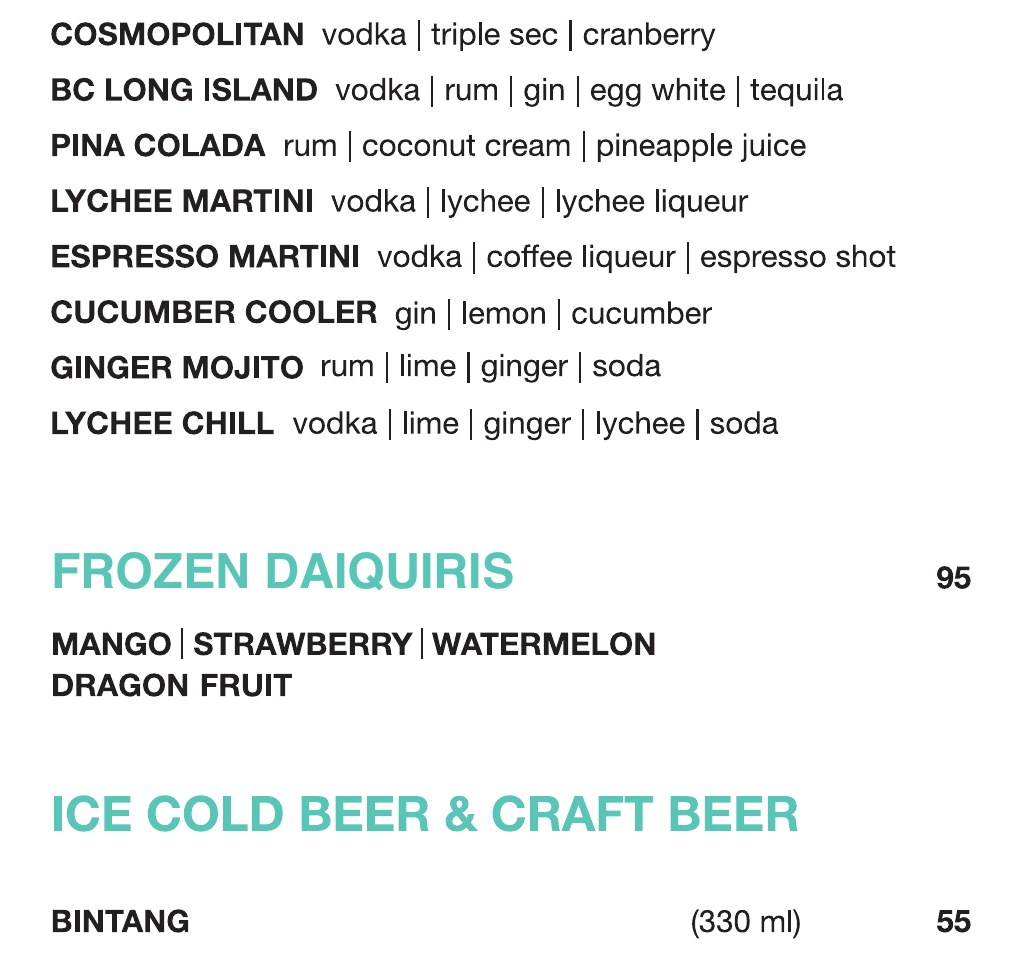 COSMOPOLITAN vodka | triple sec | cranberry
BC LONG ISLAND vodka | rum | gin | egg white | tequila
PINA COLADA rum | coconut cream | pineapple juice
LYCHEE MARTINI vodka | lychee | lychee liqueur
ESPRESSO MARTINI vodka | coffee liqueur | espresso shot
CUCUMBER COOLER gin | lemon | cucumber
GINGER MOJITO rum | lime | ginger | soda
LYCHEE CHILL vodka | lime | ginger | lychee | soda
FROZEN DAIQUIRIS 95
MANGO | STRAWBERRY | WATERMELON
DRAGON FRUIT
ICE COLD BEER & CRAFT BEER
BINTANG (330 ml) 55